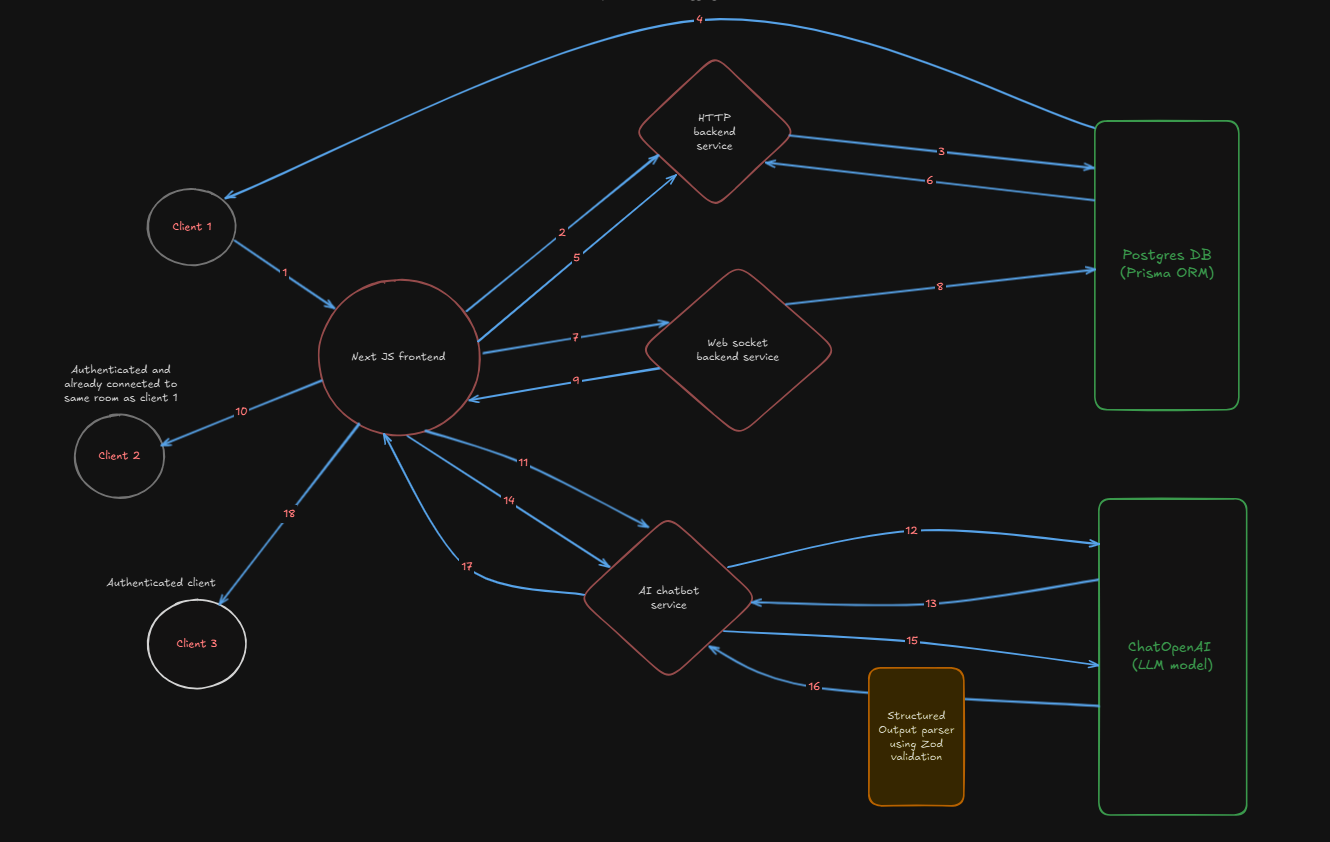 4
HTTP
backend
service
3
6
Client 1
2
5
1
Postgres DB
(Prisma ORM)
8
7
Web socket
backend service
Next JS frontend
9
Authenticated and
already connected to
same room as client 1
10
Client 2
11
14
18
12
17
Authenticated client
AI chatbot
service
13
Client 3
15
ChatOpenAI
(LLM model)
16
Structured
Output parser
using Zod
validation